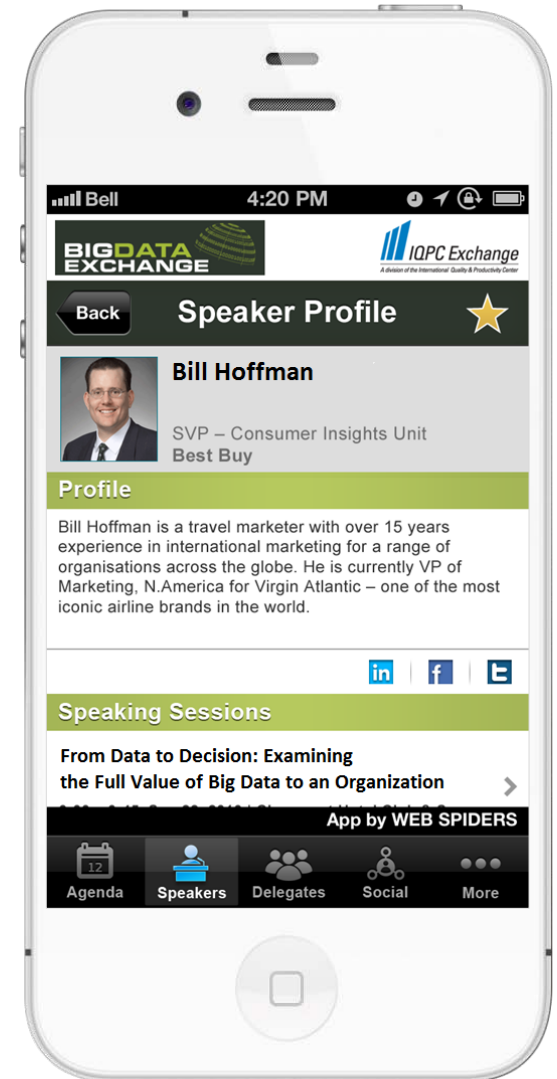 Bell 4:20 PM
BIGDATA
EXCHANGE
IQPC Exchange
A division of the International Quality & Productivity Center
Back Speaker Profile
Bill Hoffman
SVP – Consumer Insights Unit
Best Buy
Profile
Bill Hoffman is a travel marketer with over 15 years
experience in international marketing for a range of
organisations across the globe. He is currently VP of
Marketing, N.America for Virgin Atlantic – one of the most
iconic airline brands in the world.
in f t
Speaking Sessions
From Data to Decision: Examining
the Full Value of Big Data to an Organization
App by WEB SPIDERS
12
Agenda Speakers Delegates Social More